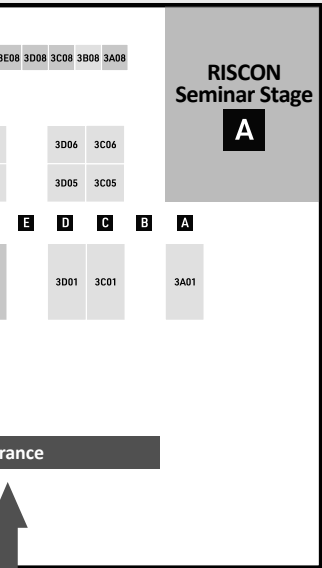 3E08 3D08 3C08 3B08 3A08
RISCON
Seminar Stage
A
3D06 3C06
3D05 3C05
E D C B A
3D01 3C01 3A01
rance